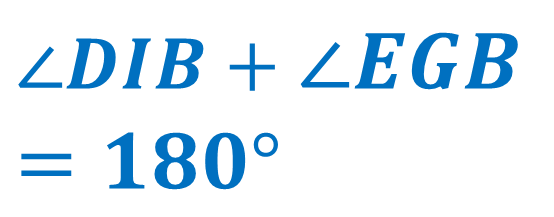 ∠DIB + ∠EGB
= 180°